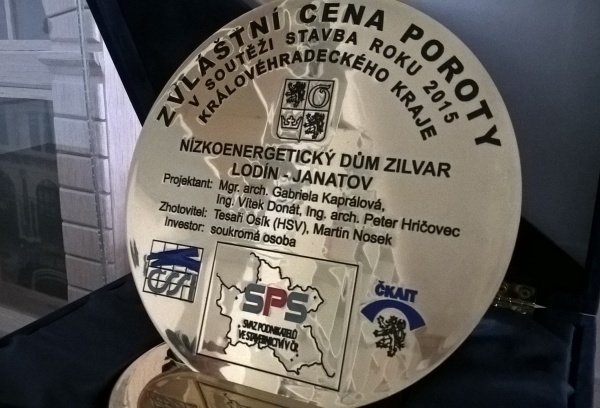 ZVLÁŠTNÍ CENA POROTY
V SOUTĚŽI STAVBA ROKU 2015
KRÁLOVÉHRADECKÉHO KRAJE
NÍZKOENERGETICKÝ DŮM ZILVAR
LODÍN - JANATOV
Projektant: Mgr. arch. Gabriela Kaprálová,
Ing. Vítek Donát, Ing. arch. Peter Hričovec
Zhotovitel: Tesaři Osík (HSV), Martin Nosek
Investor: soukromá osoba
SPS
SVAZ PODNIKATELŮ
VE STAVEBNICTVÍ V ČR
ČKAIT